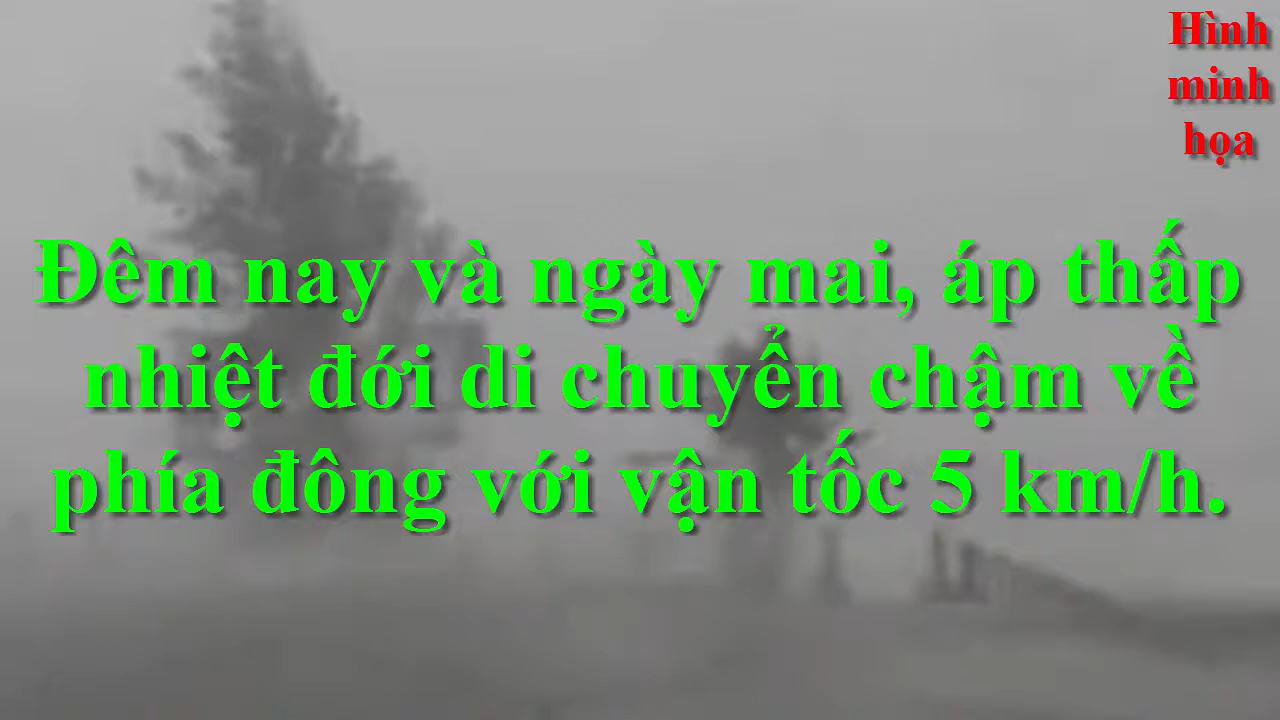 Hình
minh
họa
Đêm nay và ngày mai, áp thấp
nhiệt đới di chuyển chậm về
phía đông với vận tốc 5 km/h.